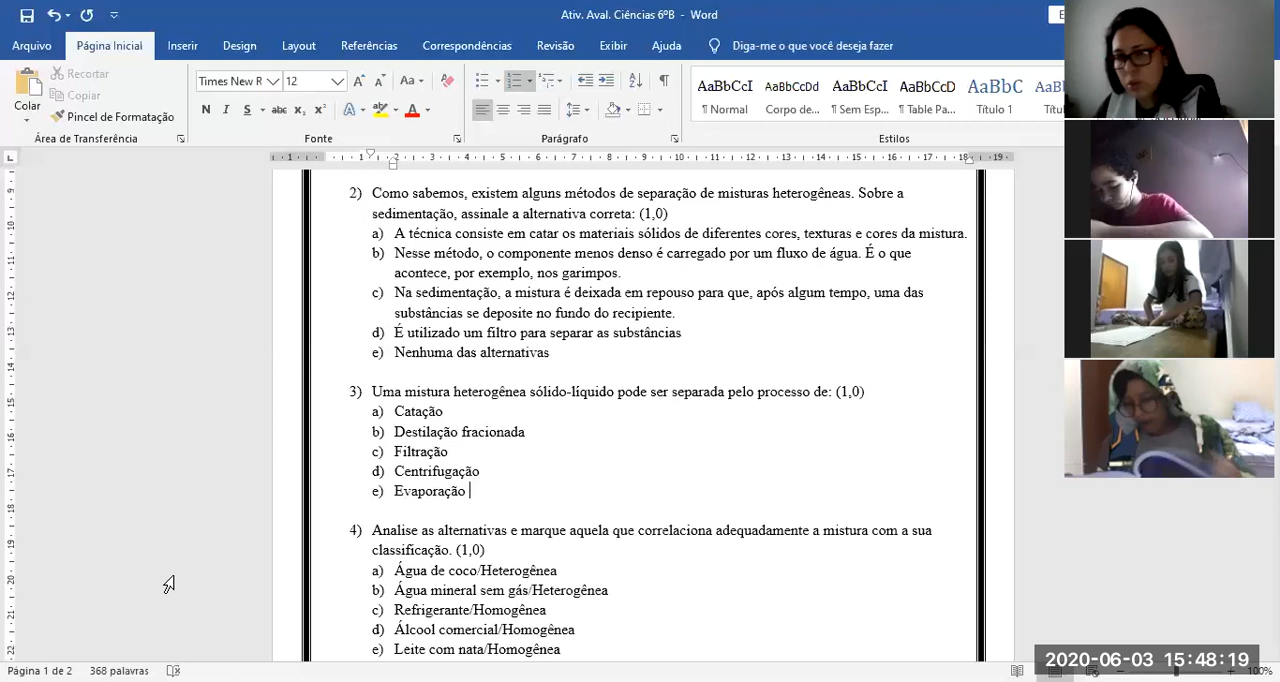 Ativ. Aval. Ciências 6ºB - Word
Arquivo Página Inicial Inserir Design Layout Referências Correspondências Revisão Exibir Ajuda Diga-me o que você deseja fazer
Colar
Recortar
Copiar
Pincel de Formatação
Área de Transferência
Times New R 12
Fonte
Parágrafo
AaBbCcI AaBbCcDd AaBbCcI AaBbCcD AaBbC AaBbC
¶ Normal Corpo de... ¶ Sem Esp... ¶ Table Pa... Título 1
Estilos
2) Como sabemos, existem alguns métodos de separação de misturas heterogêneas. Sobre a
sedimentação, assinale a alternativa correta: (1,0)
a) A técnica consiste em catar os materiais sólidos de diferentes cores, texturas e cores da mistura.
b) Nesse método, o componente menos denso é carregado por um fluxo de água. É o que
acontece, por exemplo, nos garimpos.
c) Na sedimentação, a mistura é deixada em repouso para que, após algum tempo, uma das
substâncias se deposite no fundo do recipiente.
d) É utilizado um filtro para separar as substâncias
e) Nenhuma das alternativas
3) Uma mistura heterogênea sólido-líquido pode ser separada pelo processo de: (1,0)
a) Catação
b) Destilação fracionada
c) Filtração
d) Centrifugação
e) Evaporação
4) Analise as alternativas e marque aquela que correlaciona adequadamente a mistura com a sua
classificação. (1,0)
a) Água de coco/Heterogênea
b) Água mineral sem gás/Heterogênea
c) Refrigerante/Homogênea
d) Álcool comercial/Homogênea
e) Leite com nata/Homogênea
Página 1 de 2 368 palavras
100%
2020-06-03 15:48:19